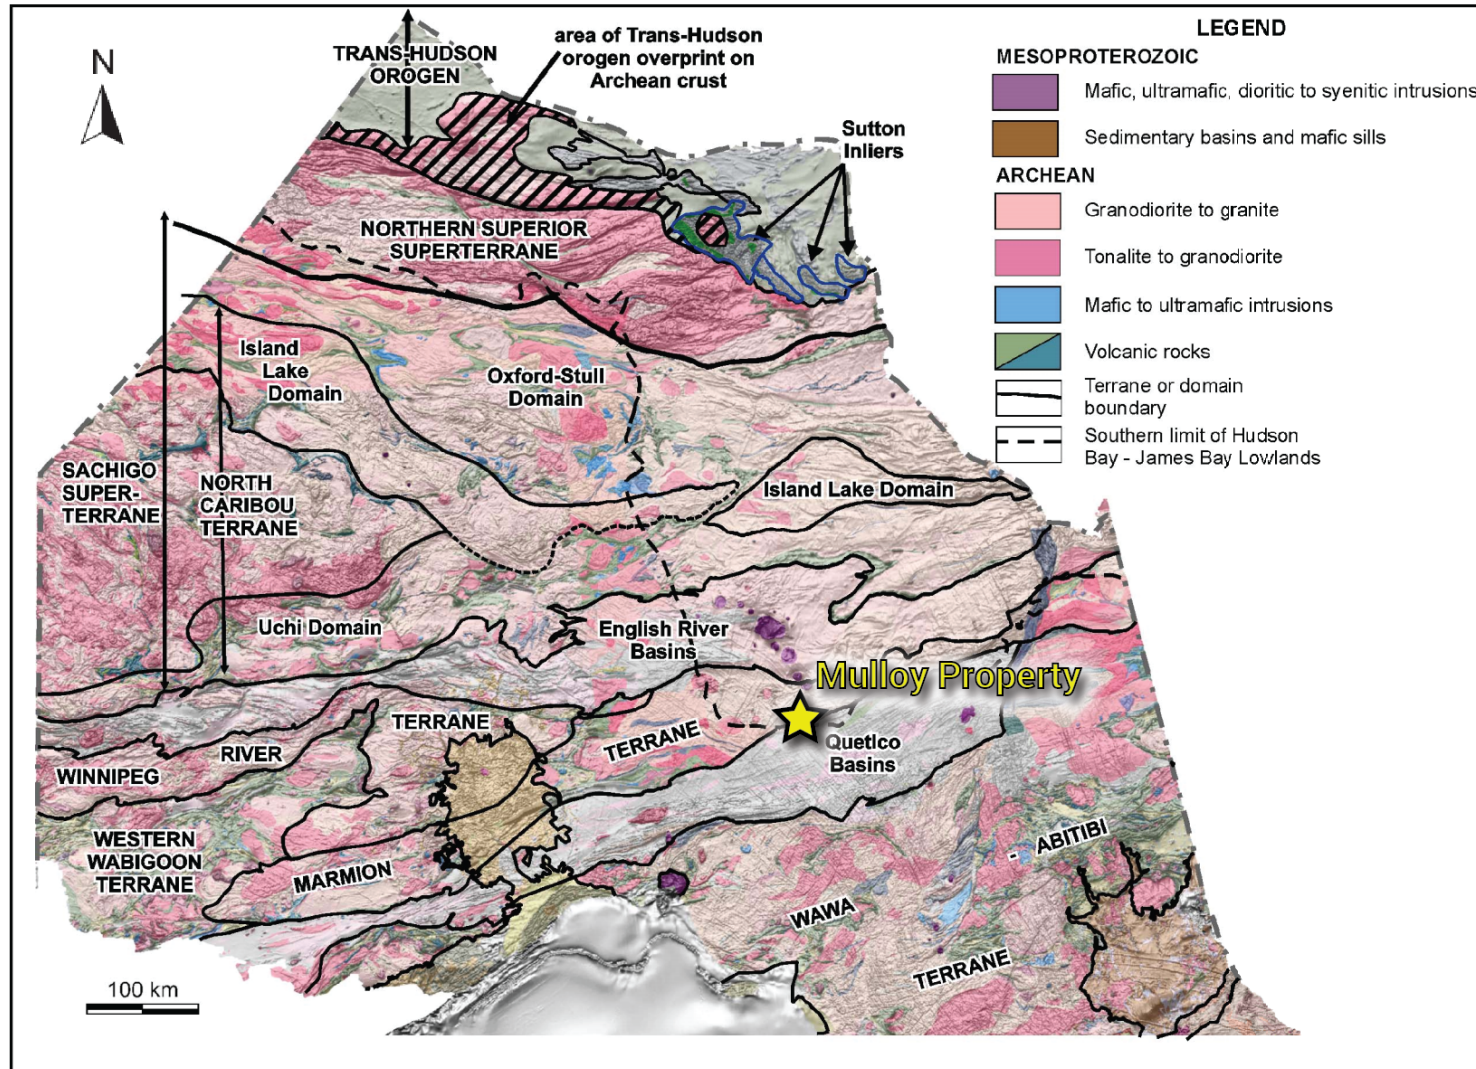 N
TRANS-HUDSON
OROGEN
area of Trans-Hudson
orogen overprint on
Archean crust
Sutton
Inliers
NORTHERN SUPERIOR
SUPERTERRANE
Island
Lake
Domain
Oxford-Stull
Domain
SACHIGO
SUPER-
TERRANE
NORTH
CARIBOU
TERRANE
Island Lake Domain
Uchi Domain
English River
Basins
Mulloy Property
TERRANE
RIVER
WINNIPEG
TERRANE
Quetico
Basins
WESTERN
WABIGOON
TERRANE
MARMION
- ABITIBI
WAWA
TERRANE
100 km
LEGEND
MESOPROTEROZOIC
Mafic, ultramafic, dioritic to syenitic intrusions
Sedimentary basins and mafic sills
ARCHEAN
Granodiorite to granite
Tonalite to granodiorite
Mafic to ultramafic intrusions
Volcanic rocks
Terrane or domain
boundary
Southern limit of Hudson
Bay - James Bay Lowlands